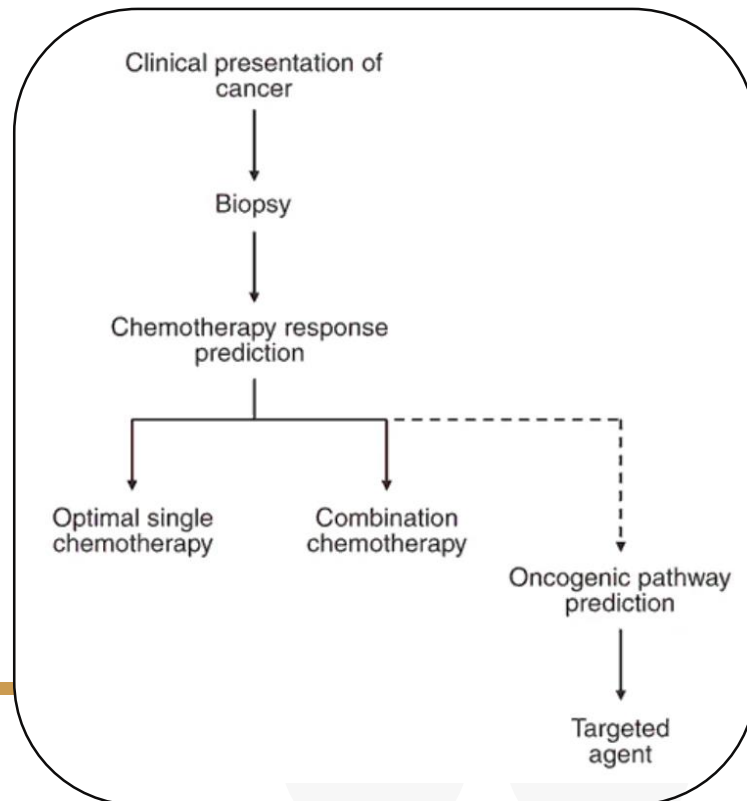 Clinical presentation of
cancer
Biopsy
Chemotherapy response
prediction
Optimal single
chemotherapy
Combination
chemotherapy
Oncogenic pathway
prediction
Targeted
agent